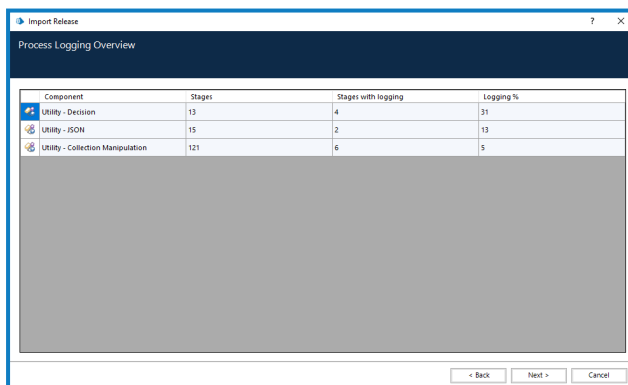 Import Release ? X
Process Logging Overview
Component Stages Stages with logging Logging %
Utility - Decision 13 4 31
Utility - JSON 15 2 13
Utility - Collection Manipulation 121 6 5
< Back Next > Cancel